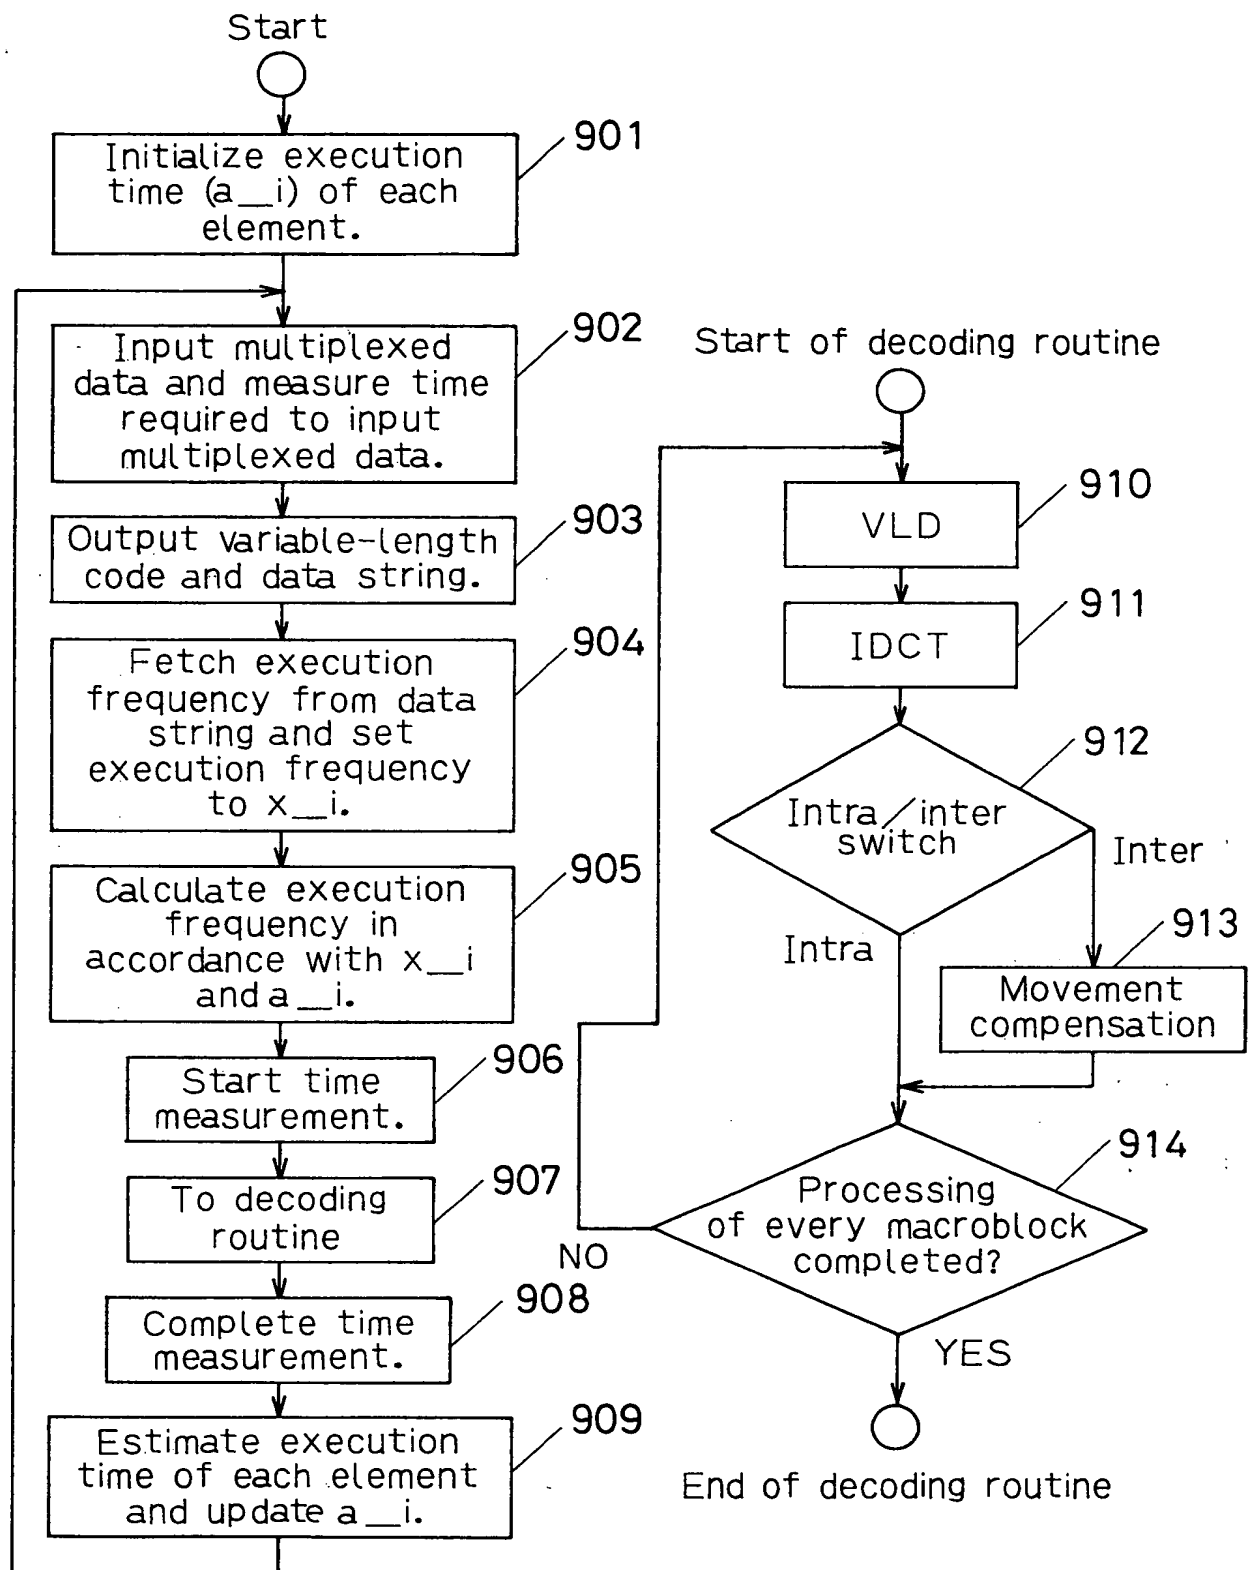 Start
901
Initialize execution
time (a__i) of each
element.
902
Input multiplexed
data and measure time
required to input
multiplexed data.
903
Output variable-length
code and data string.
904
Fetch execution
frequency from data
string and set
execution frequency
to x__i.
905
Calculate execution
frequency in
accordance with x__i
and a__i.
906
Start time
measurement.
907
To decoding
routine
908
Complete time
measurement.
909
Estimate execution
time of each element
and update a__i.
Start of decoding routine
910
VLD
911
IDCT
912
Intra/inter
switch
Inter
Intra
913
Movement
compensation
914
Processing
of every macroblock
completed?
NO
YES
End of decoding routine